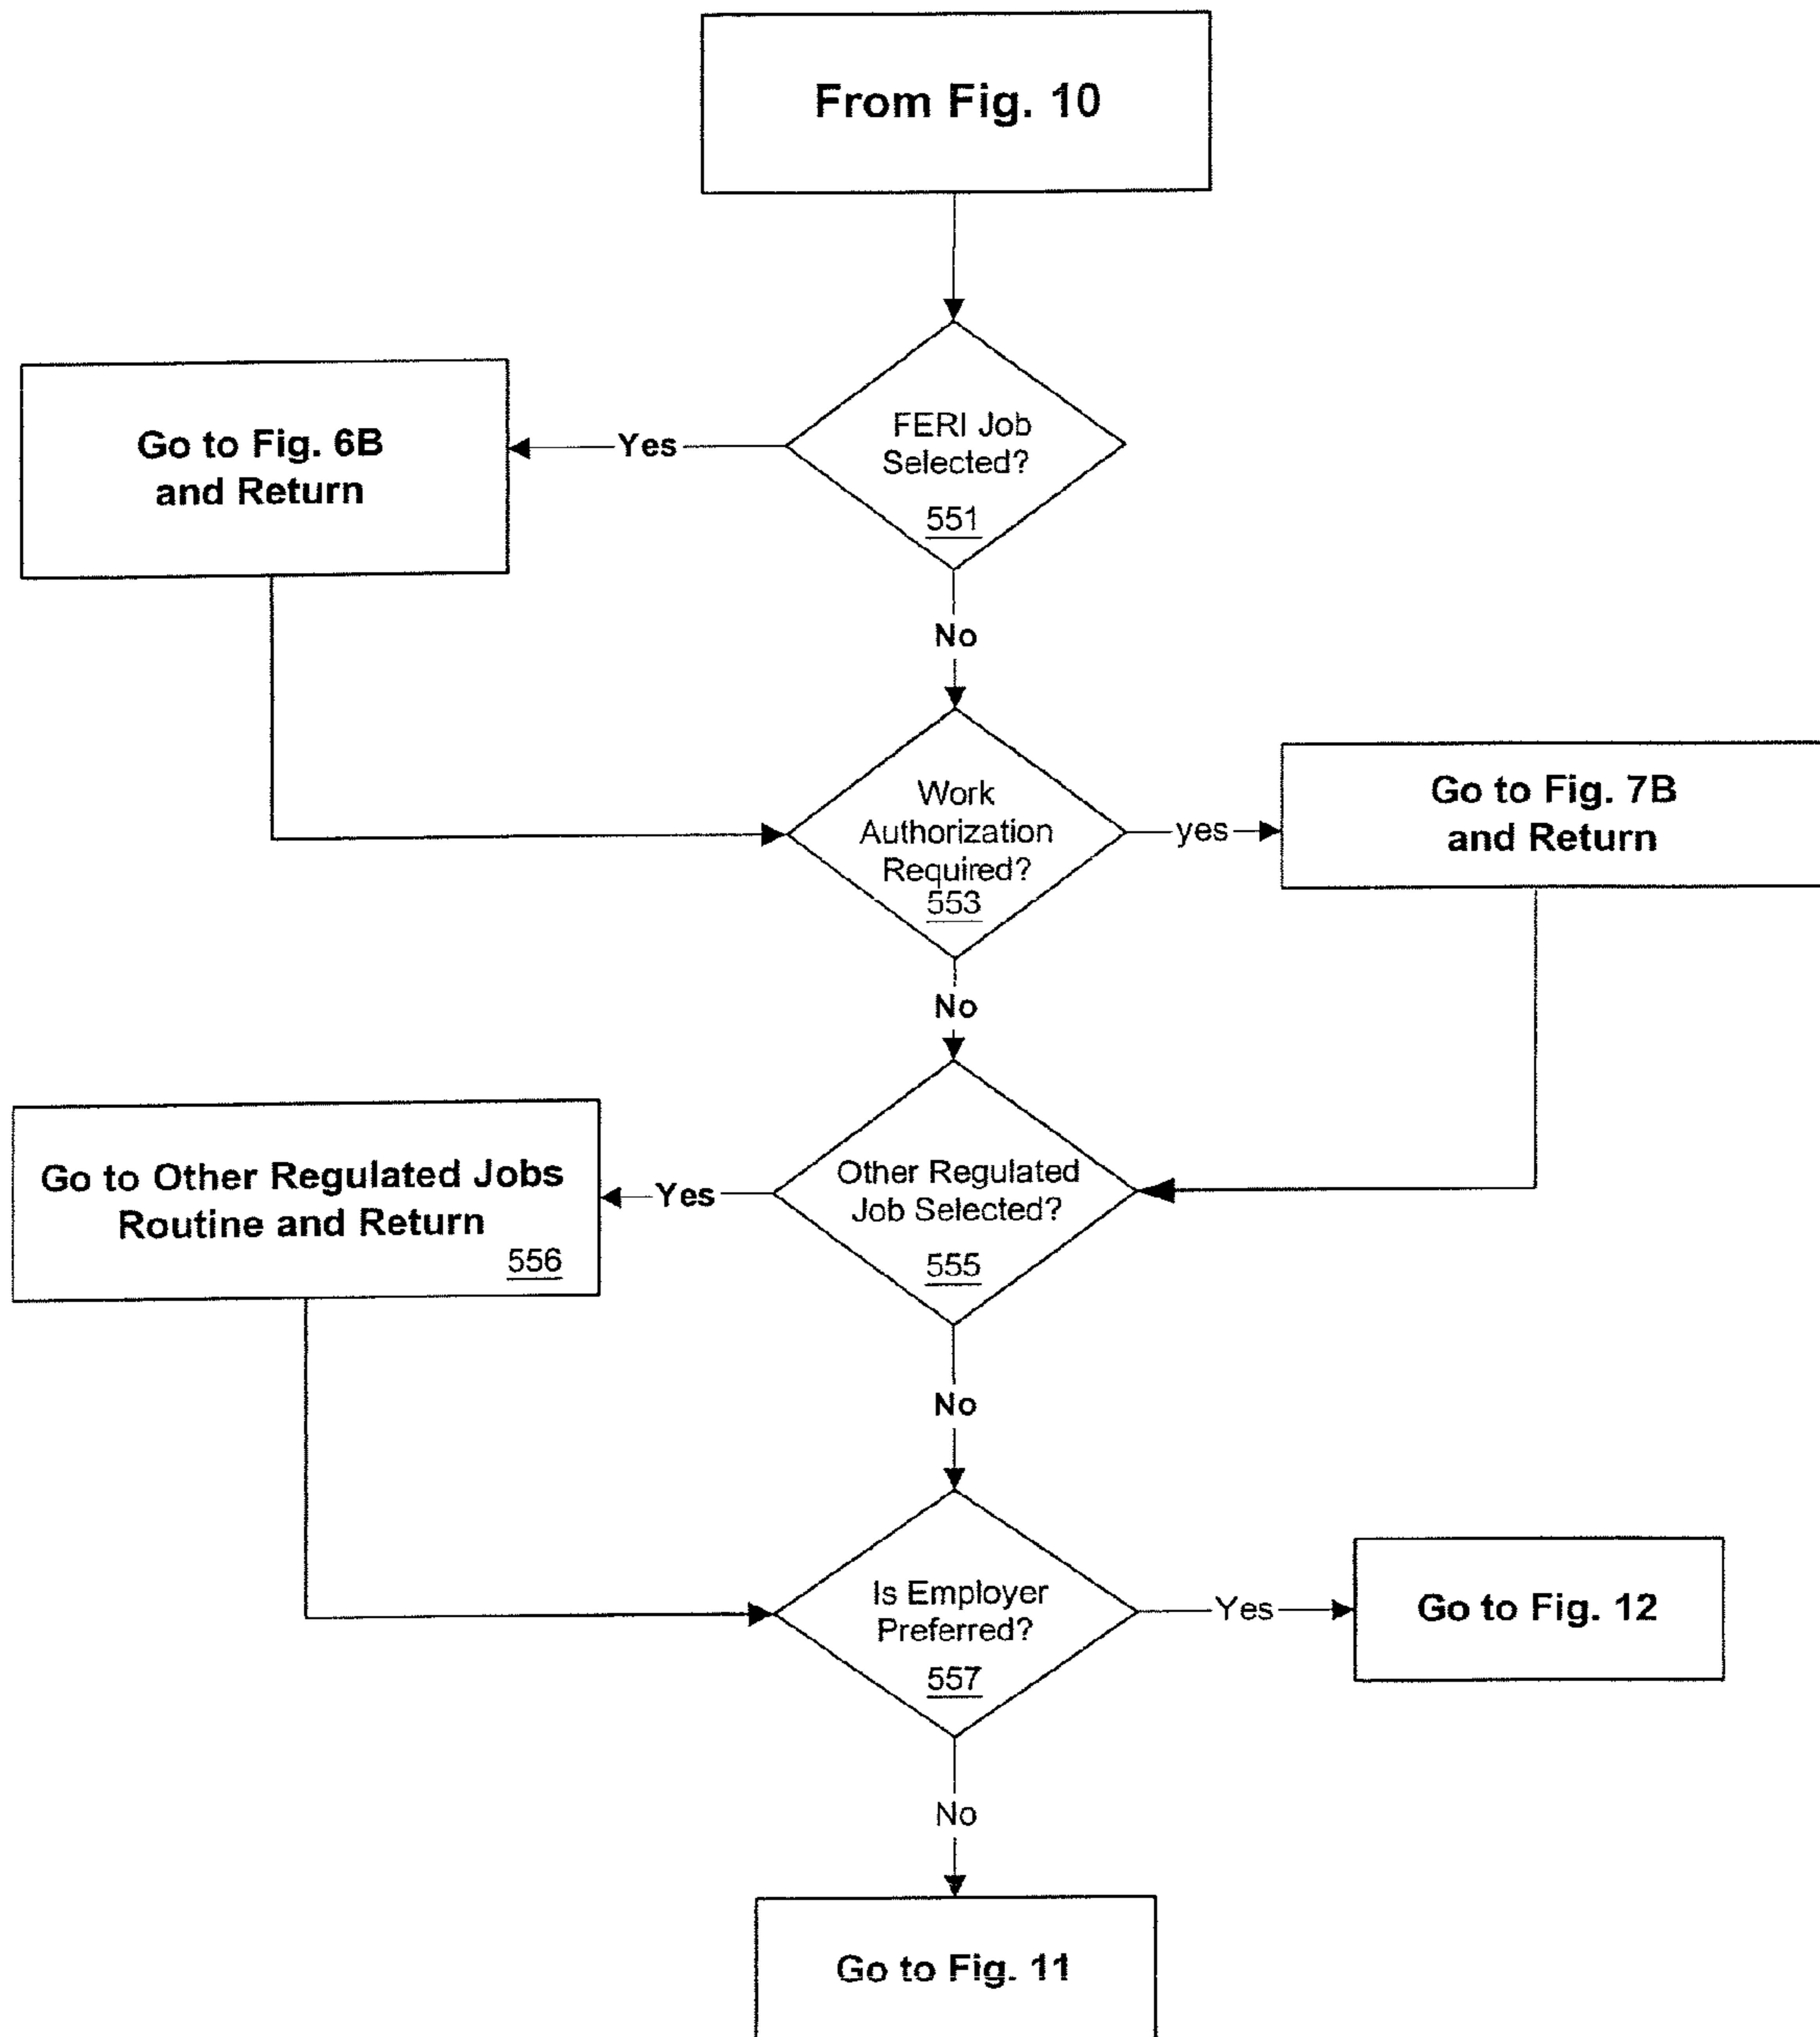 From Fig. 10
FERI Job
Selected?
551
Yes
Go to Fig. 6B
and Return
No
Work
Authorization
Required?
553
yes
Go to Fig. 7B
and Return
No
Other Regulated
Job Selected?
555
Yes
Go to Other Regulated Jobs
Routine and Return
556
No
Is Employer
Preferred?
557
Yes
Go to Fig. 12
No
Go to Fig. 11